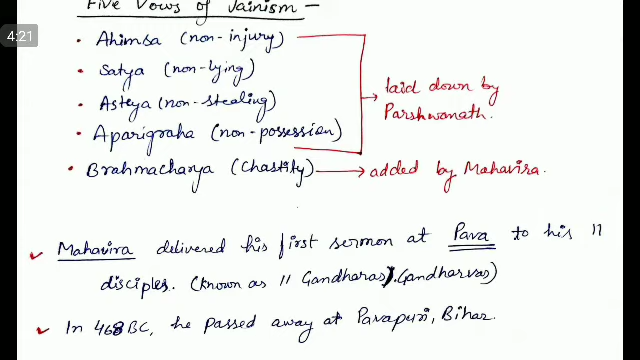 Five Vows of Jainism —
4:21
• Ahimsa (non-injury)
• Satya (non-lying)
• Asteya (non-stealing)
• Aparigraha (non-possession)
→ laid down by
Parshwanath.
• Brahmacharya (Chastity) → added by Mahavira.
✓ Mahavira delivered his first sermon at Pava to his 11
disciples. (known as 11 Gandharas). Gandharvas)
✓ In 468 BC, he passed away at Pavapuri, Bihar.